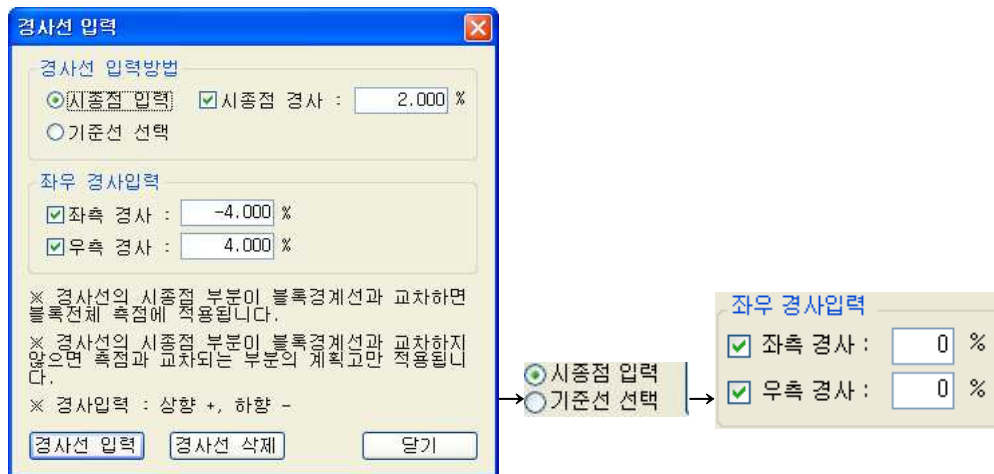 경사선 입력
경사선 입력방법
시종점 입력 시종점 경사 : 2.000 %
기준선 선택
좌우 경사입력
좌측 경사 : -4.000 %
우측 경사 : 4.000 %
※ 경사선의 시종점 부분이 블록경계선과 교차하면
블록전체 측점에 적용됩니다.
※ 경사선의 시종점 부분이 블록경계선과 교차하지
않으면 측점과 교차되는 부분의 계획고만 적용됩니
다.
※ 경사입력 : 상향 +, 하향 -
경사선 입력 경사선 삭제 닫기
→
시종점 입력
기준선 선택
→
좌우 경사입력
좌측 경사 : 0 %
우측 경사 : 0 %